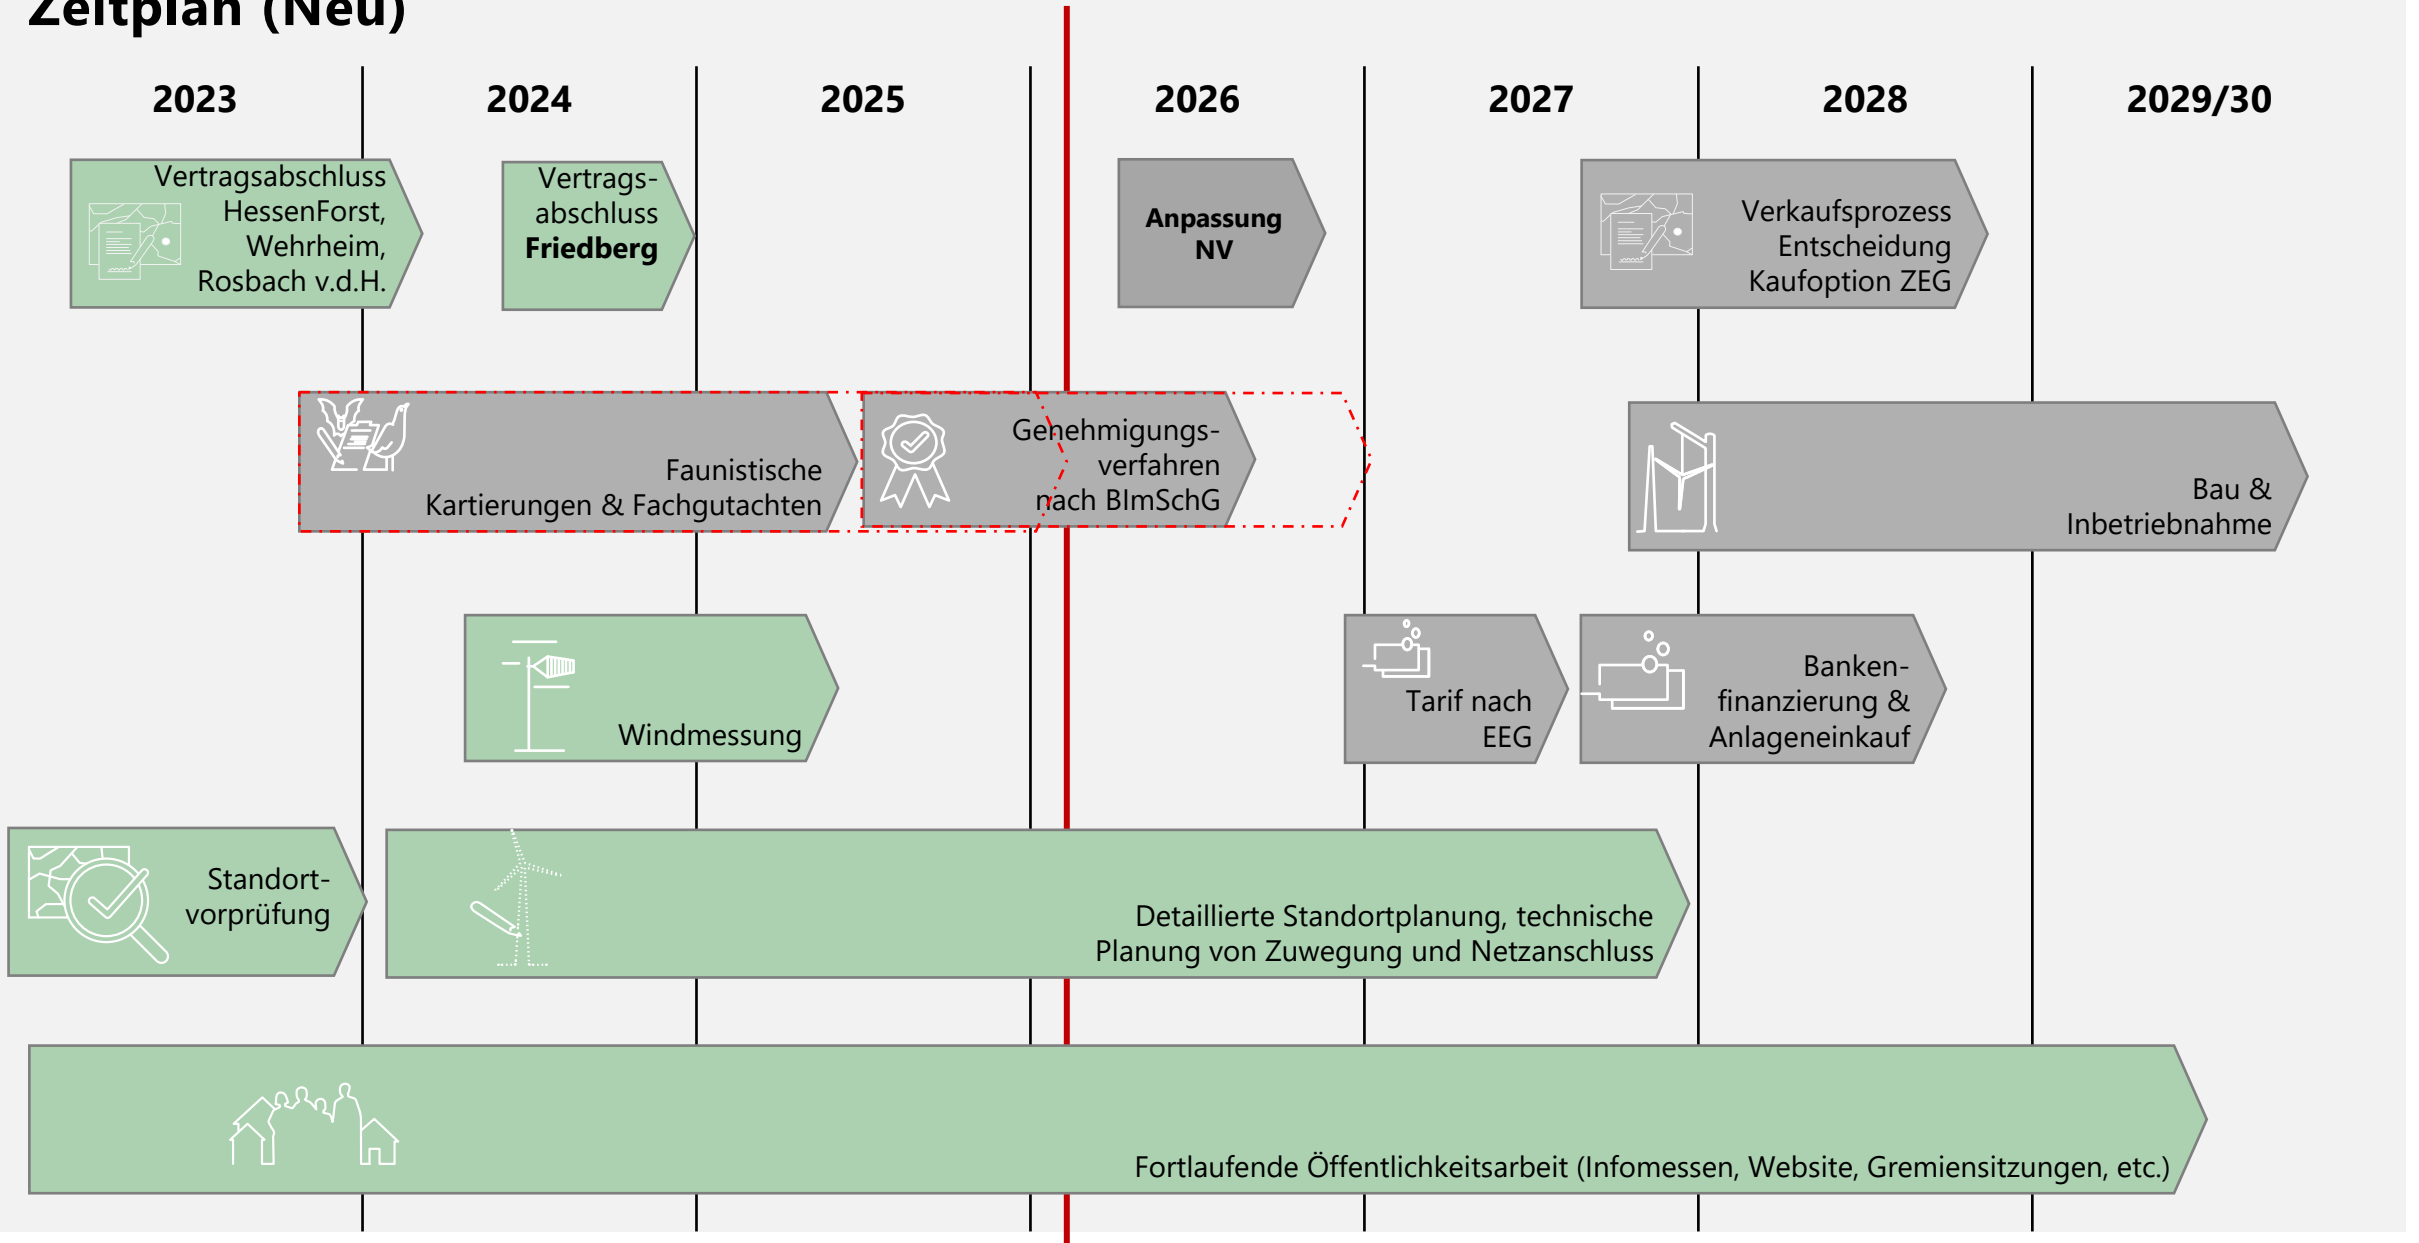 Zeitplan (Neu)
2023
2024
2025
2026
2027
2028
2029/30
Vertragsabschluss
HessenForst,
Wehrheim,
Rosbach v.d.H.
Vertrags-
abschluss
Friedberg
Anpassung
NV
Verkaufsprozess
Entscheidung
Kaufoption ZEG
Faunistische
Kartierungen & Fachgutachten
Genehmigungs-
verfahren
nach BImSchG
Bau &
Inbetriebnahme
Windmessung
Tarif nach
EEG
Banken-
finanzierung &
Anlageneinkauf
Standort-
vorprüfung
Detaillierte Standortplanung, technische
Planung von Zuwegung und Netzanschluss
Fortlaufende Öffentlichkeitsarbeit (Infomessen, Website, Gremiensitzungen, etc.)